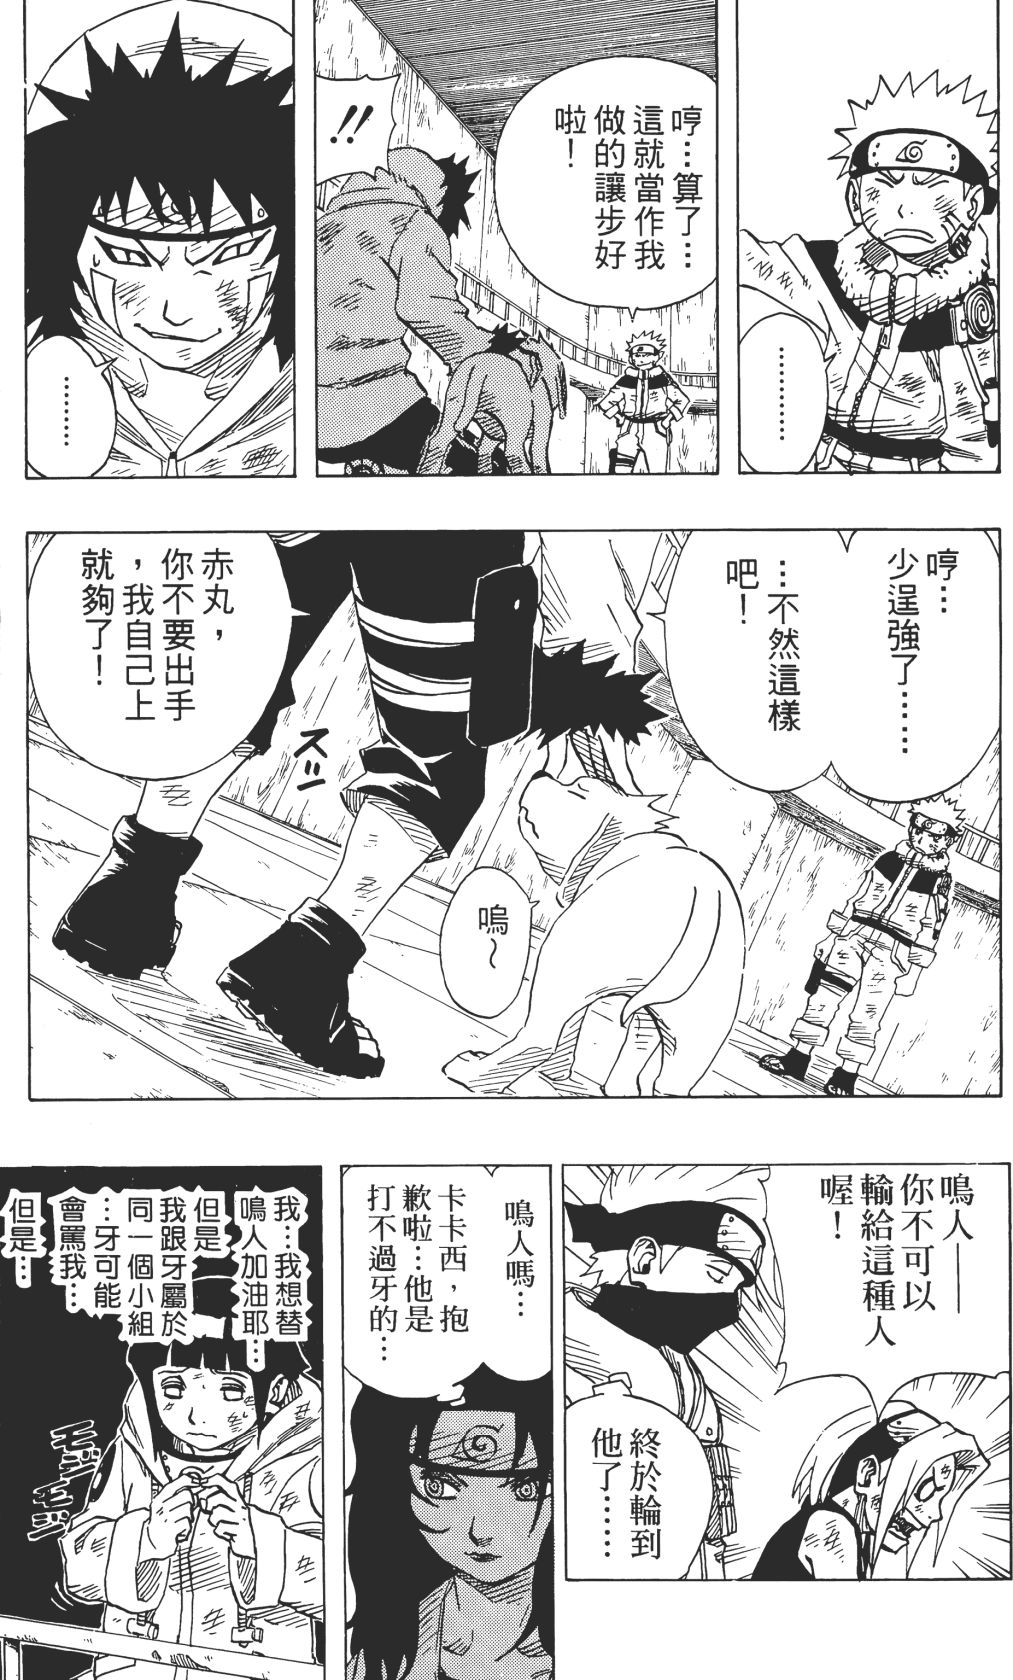 ………
哼…算了…
這就當作我
做的讓步好
啦！
!!
………
哼…
少逞強了……
…不然這樣
吧！
嗚～
ズッ
赤丸，
你不要出手
，我自己上
就夠了！
鳴人——
你不可以
輸給這種人
喔！
終於輪到
他了……
鳴人嗎…
卡卡西，抱
歉啦…他是
打不過牙的…
我…我想替
鳴人加油耶…
但是
我跟牙屬於
同一個小組
…牙可能
會罵我…
但是…
モジモジ
モジ